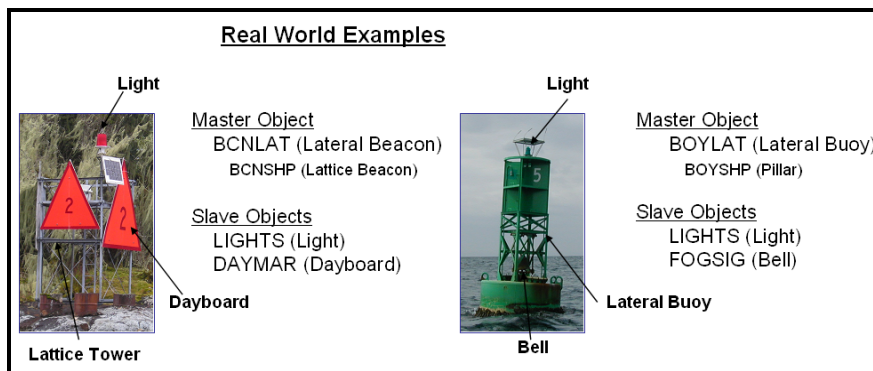 Real World Examples
Light
Master Object
BCNLAT (Lateral Beacon)
BCNSHP (Lattice Beacon)
Slave Objects
LIGHTS (Light)
DAYMAR (Dayboard)
2
2
Dayboard
Lattice Tower
Light
Master Object
BOYLAT (Lateral Buoy)
BOYSHP (Pillar)
Slave Objects
LIGHTS (Light)
FOGSIG (Bell)
5
Lateral Buoy
Bell